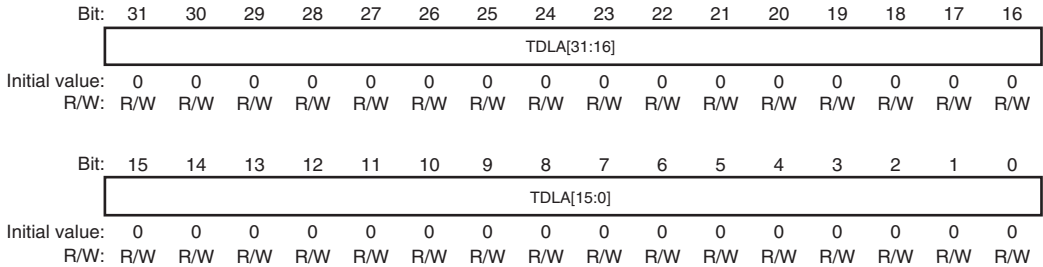 Bit: 31 30 29 28 27 26 25 24 23 22 21 20 19 18 17 16
TDLA[31:16]
Initial value: 0 0 0 0 0 0 0 0 0 0 0 0 0 0 0 0
R/W: R/W R/W R/W R/W R/W R/W R/W R/W R/W R/W R/W R/W R/W R/W R/W R/W
Bit: 15 14 13 12 11 10 9 8 7 6 5 4 3 2 1 0
TDLA[15:0]
Initial value: 0 0 0 0 0 0 0 0 0 0 0 0 0 0 0 0
R/W: R/W R/W R/W R/W R/W R/W R/W R/W R/W R/W R/W R/W R/W R/W R/W R/W